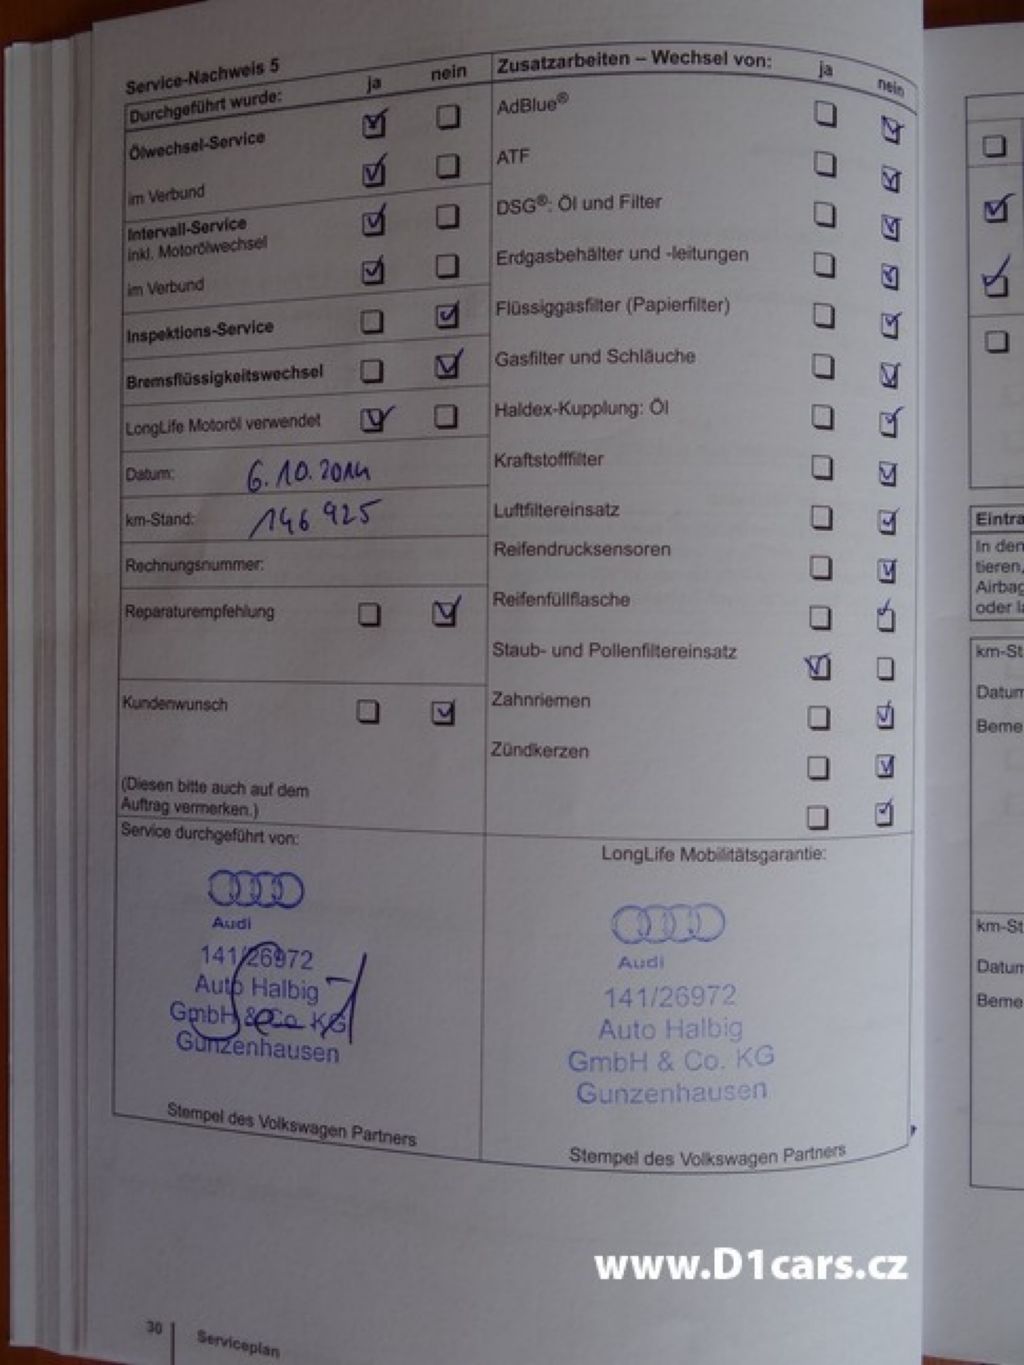 Service-Nachweis 5
Durchgeführt wurde: ja nein
Ölwechsel-Service
im Verbund
Intervall-Service
inkl. Motorölwechsel
im Verbund
Inspektions-Service
Bremsflüssigkeitswechsel
LongLife Motoröl verwendet
Datum: 6.10.2014
km-Stand: 146 925
Rechnungsnummer:
Reparaturempfehlung
Kundenwunsch
(Diesen bitte auch auf dem
Auftrag vermerken.)
Service durchgeführt von:
Audi
141/26972
Auto Halbig
GmbH & Co. KG
Gunzenhausen
Stempel des Volkswagen Partners
Zusatzarbeiten – Wechsel von: ja nein
AdBlue®
ATF
DSG®: Öl und Filter
Erdgasbehälter und -leitungen
Flüssiggasfilter (Papierfilter)
Gasfilter und Schläuche
Haldex-Kupplung: Öl
Kraftstofffilter
Luftfiltereinsatz
Reifendrucksensoren
Reifenfüllflasche
Staub- und Pollenfiltereinsatz
Zahnriemen
Zündkerzen
LongLife Mobilitätsgarantie:
Audi
141/26972
Auto Halbig
GmbH & Co. KG
Gunzenhausen
Stempel des Volkswagen Partners
30 Serviceplan
Eintra
In den
tieren,
Airbag
oder la
km-St
Datum
Beme
km-St
Datum
Beme
www.D1cars.cz